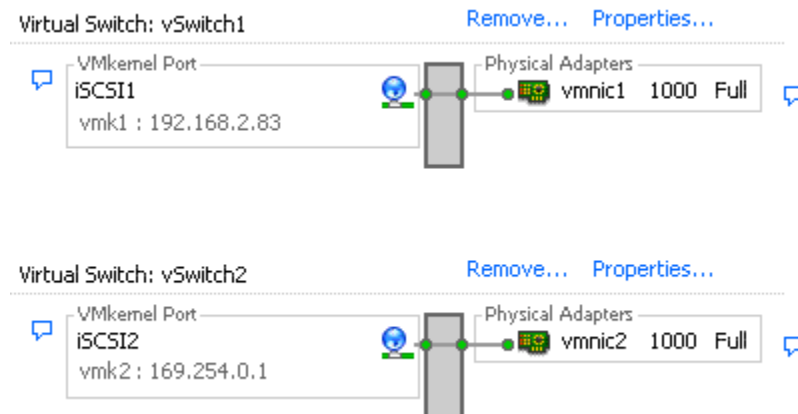 Virtual Switch: vSwitch1 Remove... Properties...
VMkernel Port Physical Adapters
iSCSI1 vmnic1 1000 Full
vmk1 : 192.168.2.83
Virtual Switch: vSwitch2 Remove... Properties...
VMkernel Port Physical Adapters
iSCSI2 vmnic2 1000 Full
vmk2 : 169.254.0.1